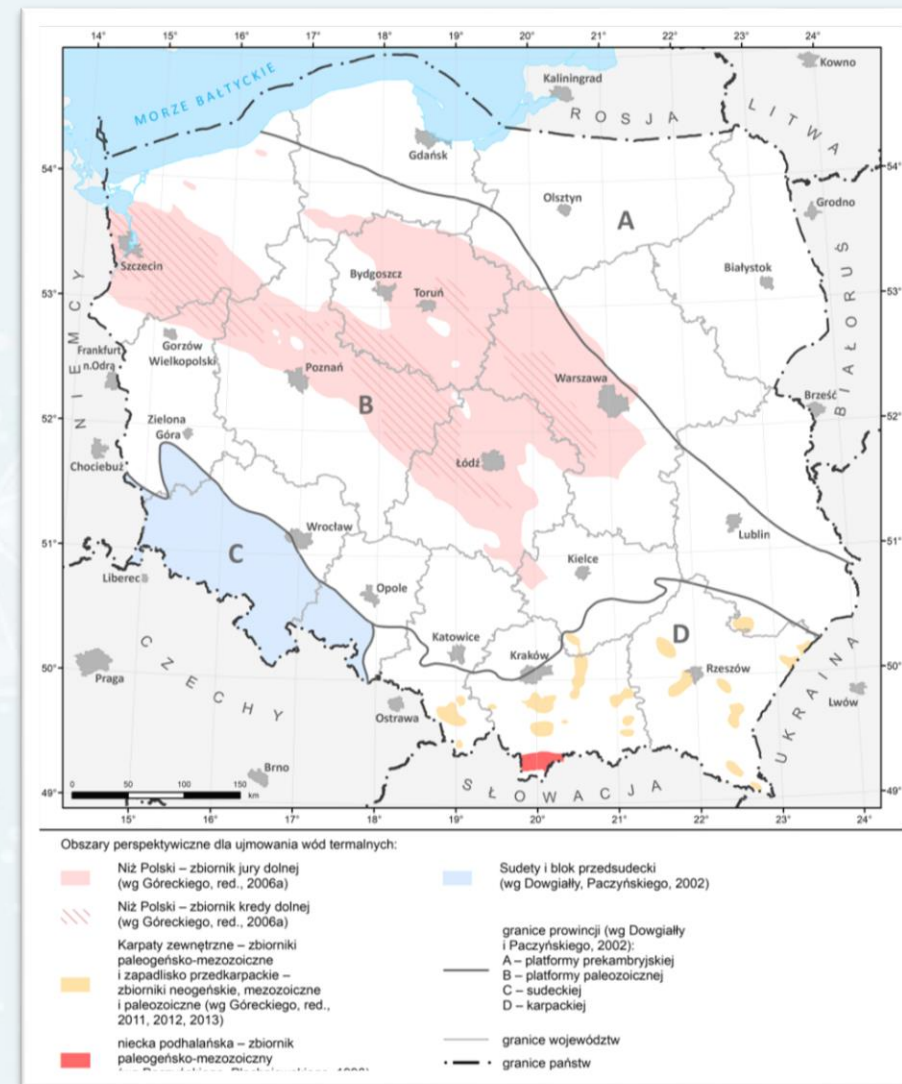 14° 15° 16° 17° 18° 19° 20° 21° 22° 23° 24°
Kowno
Kaliningrad
MORZE BAŁTYCKIE
ROSJA
LITWA
Gdańsk
54° 54°
Olsztyn
Grodno
A
Szczecin
Białystok
Bydgoszcz
Toruń
53° 53°
NIEMCY
BIAŁORUŚ
Gorzów
Wielkopolski
Frankfurt
n.Odrą
Poznań
Warszawa
Brześć
B
52° 52°
Zielona
Góra
Chociebuż
Łódź
Wrocław
Lublin
51° 51°
C
Kielce
Liberec
Opole
D
Katowice
Kraków
Rzeszów
50° 50°
Praga
CZECHY
Lwów
Ostrawa
UKRAINA
Brno
SŁOWACJA
49° 49°
0 50 100 150
km
15° 16° 17° 18° 19° 20° 21° 22° 23° 24°
Obszary perspektywiczne dla ujmowania wód termalnych:
Niż Polski – zbiornik jury dolnej
(wg Góreckiego, red., 2006a)
Niż Polski – zbiornik kredy dolnej
(wg Góreckiego, red., 2006a)
Karpaty zewnętrzne – zbiorniki
paleogeńsko-mezozoiczne
i zapadlisko przedkarpackie –
zbiorniki neogeńskie, mezozoiczne
i paleozoiczne (wg Góreckiego, red.,
2011, 2012, 2013)
niecka podhalańska – zbiornik
paleogeńsko-mezozoiczny
Sudety i blok przedsudecki
(wg Dowgiałły, Paczyńskiego, 2002)
granice prowincji (wg Dowgiałły
i Paczyńskiego, 2002):
A – platformy prekambryjskiej
B – platformy paleozoicznej
C – sudeckiej
D – karpackiej
granice województw
granice państw